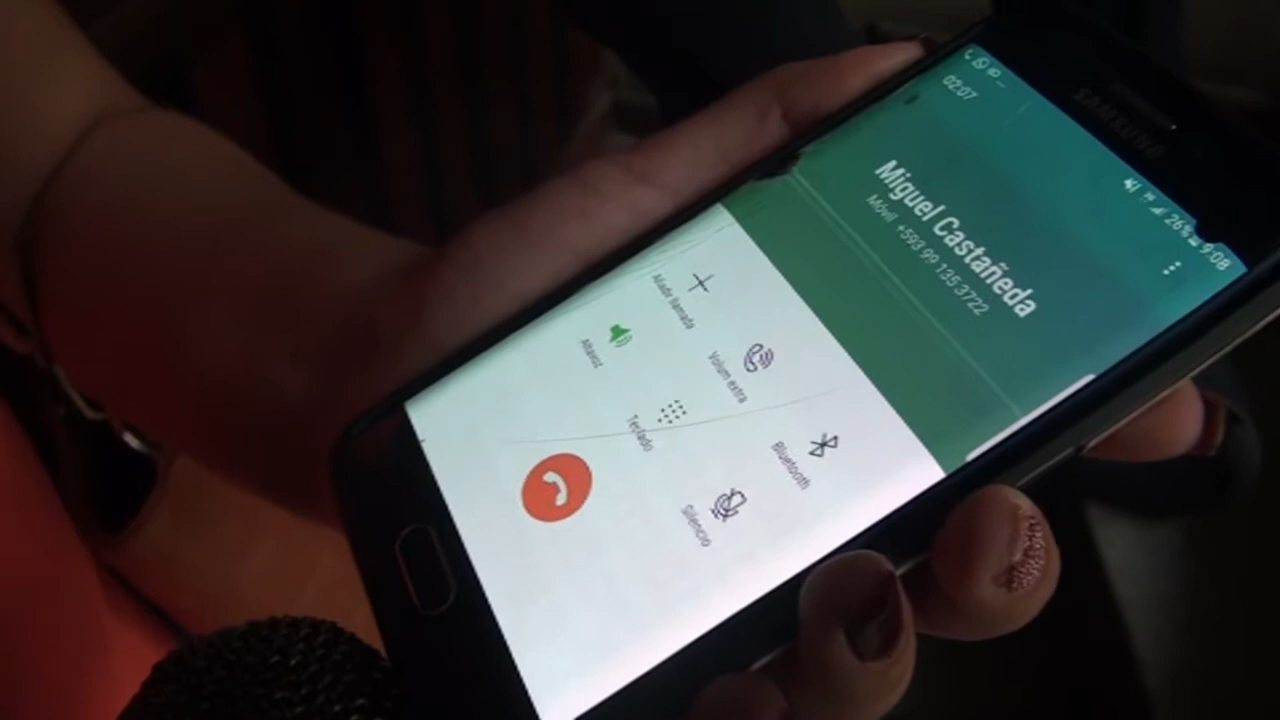 SAMSUNG
26% 9:08
02:07
Miguel Castañeda
Móvil +593 99 135 3722
Añadir llamada
Volum extra
Bluetooth
Altavoz
Teclado
Silencio